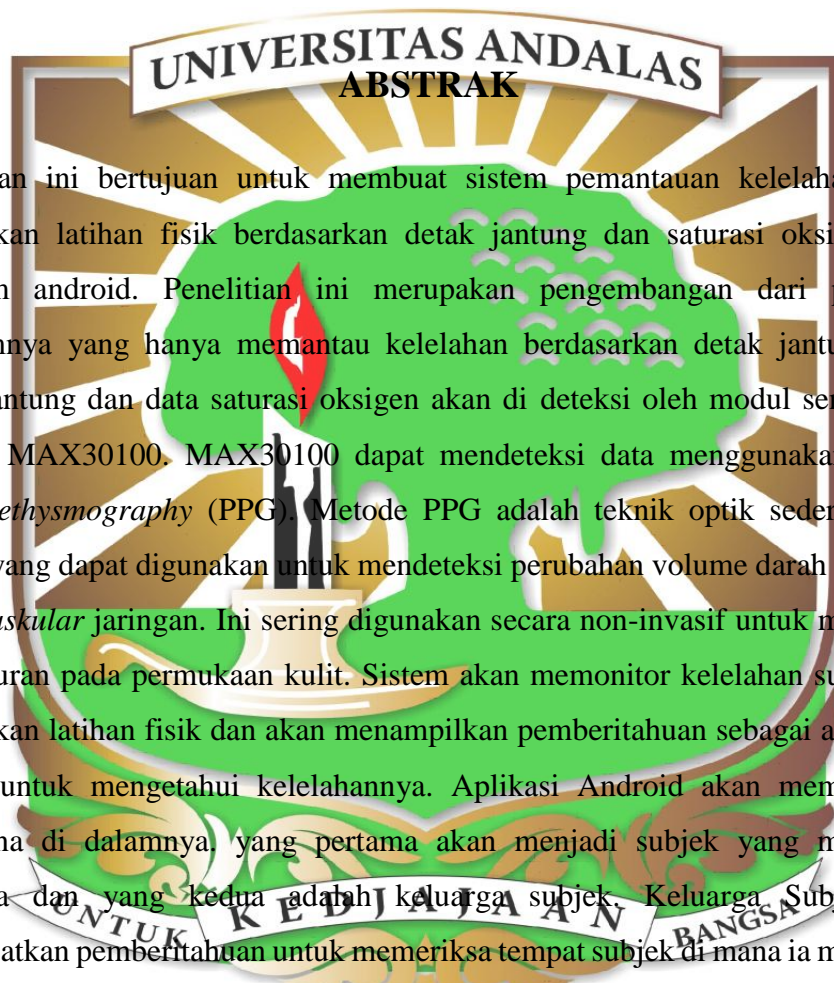 UNIVERSITAS ANDALAS
ABSTRAK
an ini bertujuan untuk membuat sistem pemantauan kelelaha
kan latihan fisik berdasarkan detak jantung dan saturasi oksi
n android. Penelitian ini merupakan pengembangan dari p
nnya yang hanya memantau kelelahan berdasarkan detak jantu
antung dan data saturasi oksigen akan di deteksi oleh modul ser
MAX30100. MAX30100 dapat mendeteksi data menggunaka
ethysmography (PPG). Metode PPG adalah teknik optik seder
yang dapat digunakan untuk mendeteksi perubahan volume darah
skular jaringan. Ini sering digunakan secara non-invasif untuk m
uran pada permukaan kulit. Sistem akan memonitor kelelahan su
kan latihan fisik dan akan menampilkan pemberitahuan sebagai a
untuk mengetahui kelelahannya. Aplikasi Android akan mem
na di dalamnya. yang pertama akan menjadi subjek yang m
a dan yang kedua adalah keluarga subjek. Keluarga Subj
UNTUK KEDJAJAAN BANGSA
atkan pemberitahuan untuk memeriksa tempat subjek di mana ia m